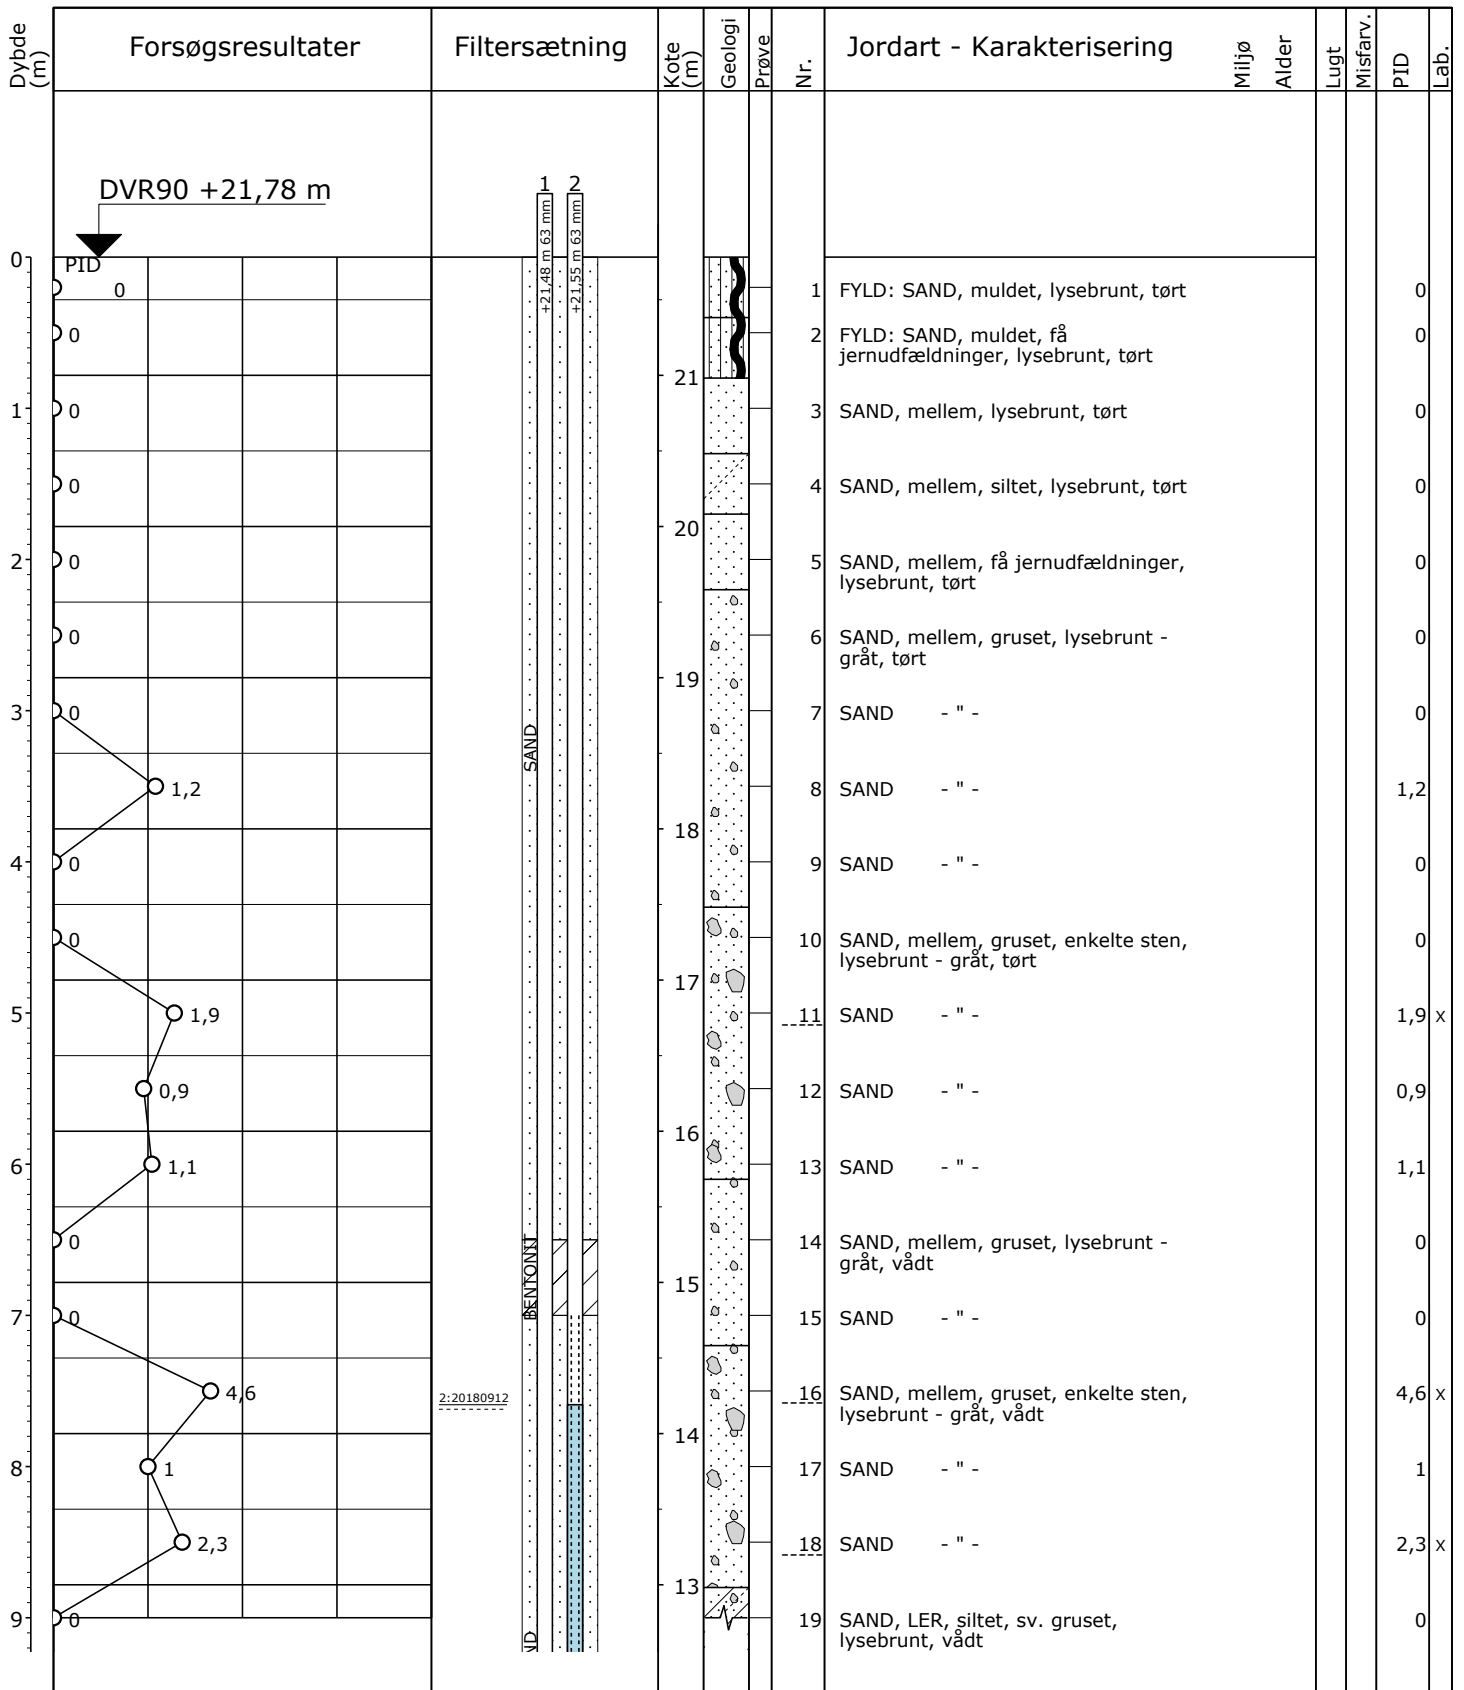 Dybde (m)
Forsøgsresultater
Filtersætning
Kote (m)
Geologi
Prøve
Nr.
Jordart - Karakterisering
Miljø
Alder
Lugt
Misfarv.
PID
Lab.
DVR90 +21,78 m
1 2
+21,48 m 63 mm
+21,55 m 63 mm
PID
0
0 1 FYLD: SAND, muldet, lysebrunt, tørt 0
0 2 FYLD: SAND, muldet, få 0
jernudfældninger, lysebrunt, tørt
21
1 0 3 SAND, mellem, lysebrunt, tørt 0
0 4 SAND, mellem, siltet, lysebrunt, tørt 0
20
2 0 5 SAND, mellem, få jernudfældninger, 0
lysebrunt, tørt
0 6 SAND, mellem, gruset, lysebrunt - 0
gråt, tørt
19
3 0 7 SAND - " - 0
SAND
1,2 8 SAND - " - 1,2
18
4 0 9 SAND - " - 0
0 10 SAND, mellem, gruset, enkelte sten, 0
lysebrunt - gråt, tørt
17
5 1,9 11 SAND - " - 1,9 x
0,9 12 SAND - " - 0,9
16
6 1,1 13 SAND - " - 1,1
0 14 SAND, mellem, gruset, lysebrunt - 0
gråt, vådt
BENTONIT
15
7 0 15 SAND - " - 0
4,6 2:20180912 16 SAND, mellem, gruset, enkelte sten, 4,6 x
lysebrunt - gråt, vådt
14
8 1 17 SAND - " - 1
2,3 18 SAND - " - 2,3 x
13
9 0 19 SAND, LER, siltet, sv. gruset, 0
lysebrunt, vådt
ND